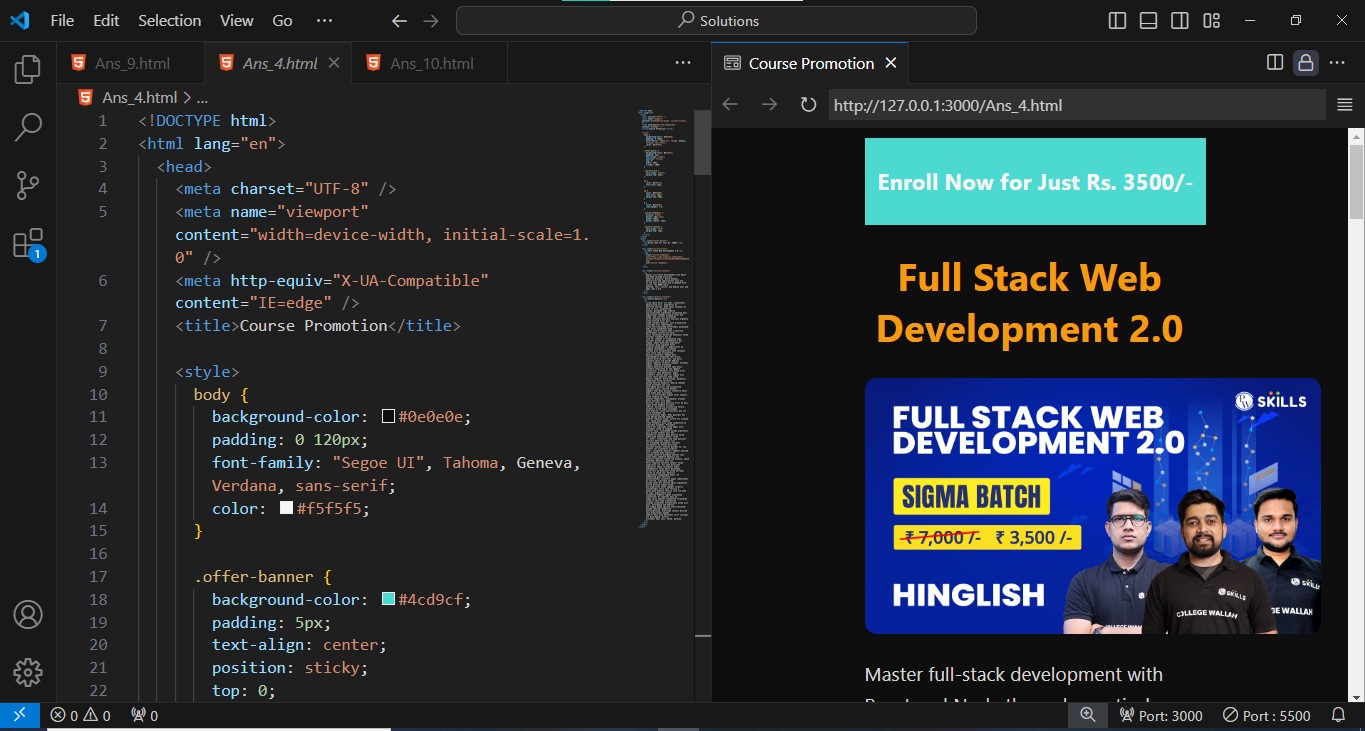 File Edit Selection View Go ··· Solutions
Ans_9.html Ans_4.html Ans_10.html ···
Ans_4.html > ...
1 <!DOCTYPE html>
2 <html lang="en">
3 <head>
4 <meta charset="UTF-8" />
5 <meta name="viewport"
content="width=device-width, initial-scale=1.
0" />
6 <meta http-equiv="X-UA-Compatible"
content="IE=edge" />
7 <title>Course Promotion</title>
8
9 <style>
10 body {
11 background-color: #0e0e0e;
12 padding: 0 120px;
13 font-family: "Segoe UI", Tahoma, Geneva,
Verdana, sans-serif;
14 color: #f5f5f5;
15 }
16
17 .offer-banner {
18 background-color: #4cd9cf;
19 padding: 5px;
20 text-align: center;
21 position: sticky;
22 top: 0;
1
Course Promotion
http://127.0.0.1:3000/Ans_4.html
Enroll Now for Just Rs. 3500/-
Full Stack Web
Development 2.0
PW SKILLS
FULL STACK WEB
DEVELOPMENT 2.0
SIGMA BATCH
₹ 7,000 /- ₹ 3,500 /-
HINGLISH
SKILLS
COLLEGE WALLAH
SKILLS
WALLAH
Master full-stack development with
0 0 0 Port: 3000 Port : 5500